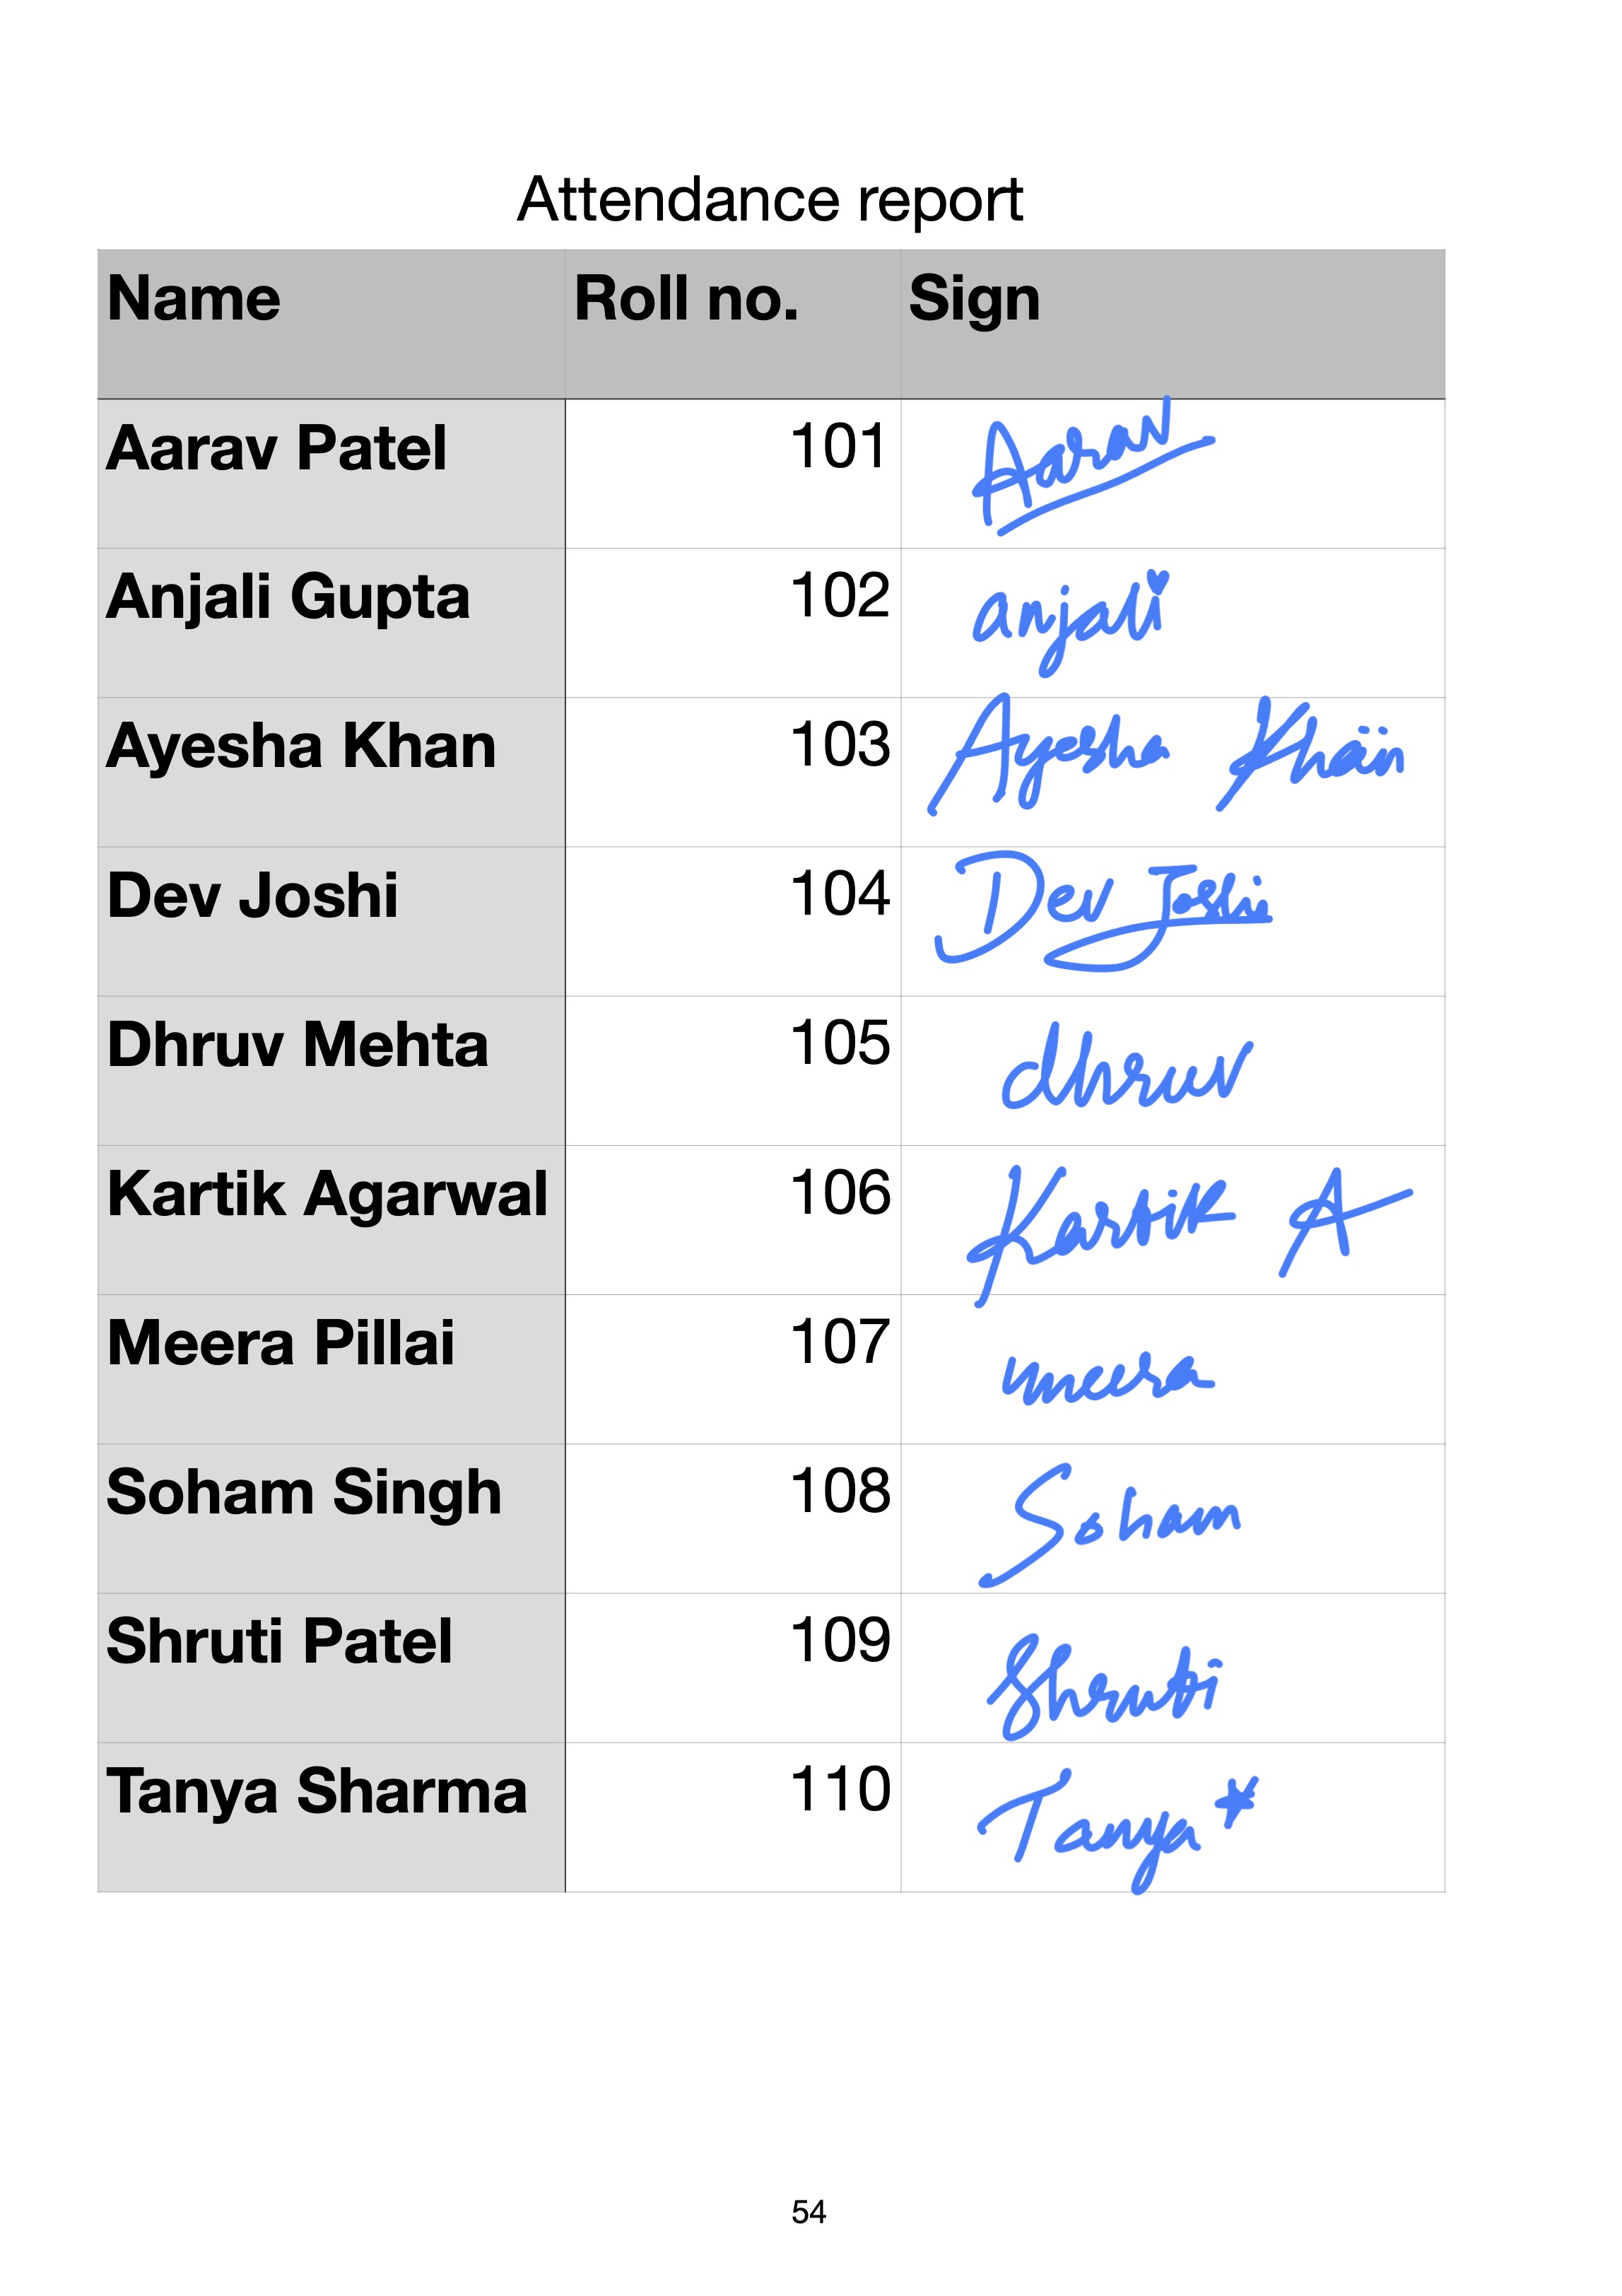 Attendance report
Name Roll no. Sign
Aarav Patel 101 Aarav
Anjali Gupta 102 anjali
Ayesha Khan 103 Ayesha Khan
Dev Joshi 104 Dev Joshi
Dhruv Mehta 105 dhruv
Kartik Agarwal 106 Kartik A
Meera Pillai 107 meera
Soham Singh 108 Soham
Shruti Patel 109 Shruti
Tanya Sharma 110 Tanya
54